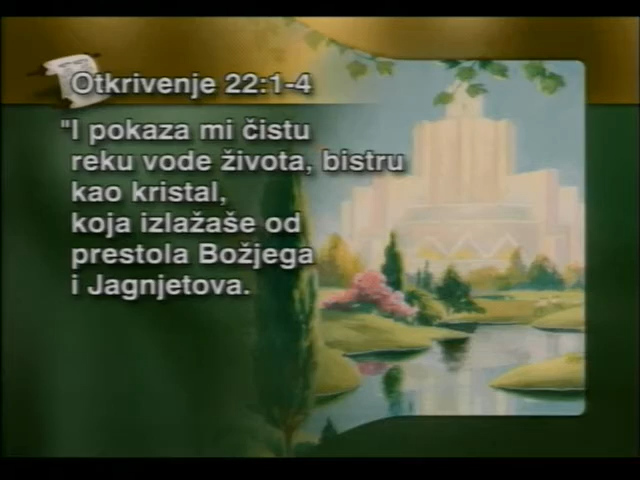 Otkrivenje 22:1-4
"I pokaza mi čistu
reku vode života, bistru
kao kristal,
koja izlažaše od
prestola Božjega
i Jagnjetova.